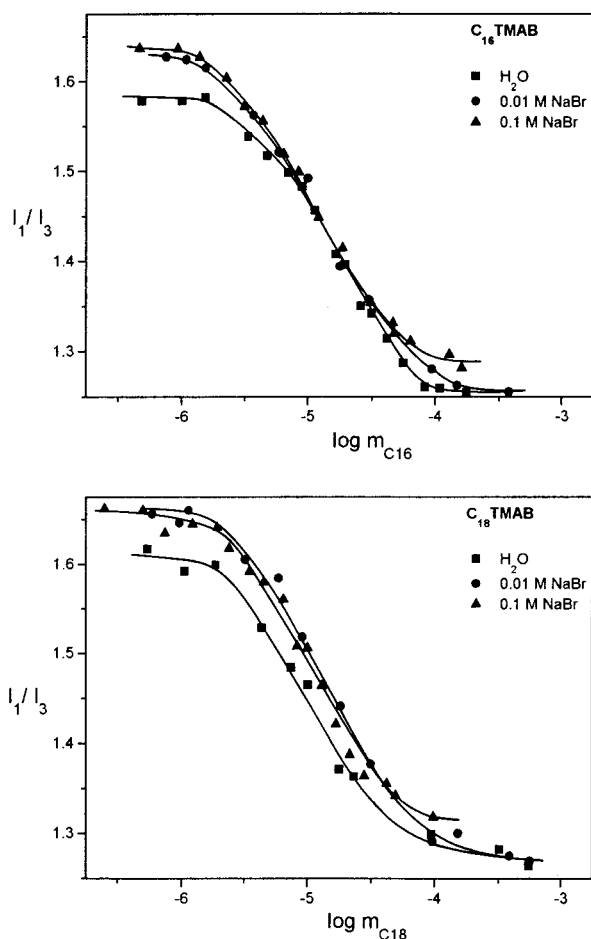 C₁₆TMAB
■ H₂O
● 0.01 M NaBr
▲ 0.1 M NaBr
1.6
1.5
1.4
1.3
I₁/ I₃
-6 -5 -4 -3
log m_C16
C₁₈TMAB
■ H₂O
● 0.01 M NaBr
▲ 0.1 M NaBr
1.6
1.5
1.4
1.3
I₁/ I₃
-6 -5 -4 -3
log m_C18